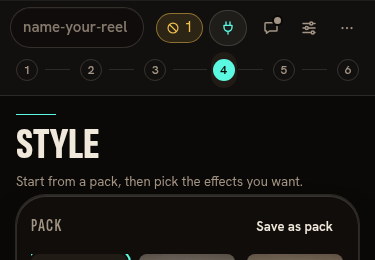 name-your-reel 1
1 2 3 4 5 6
STYLE
Start from a pack, then pick the effects you want.
PACK Save as pack